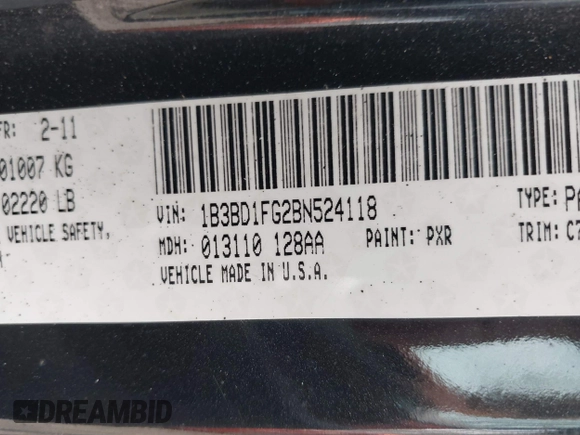 FR: 2-11
01007 KG
02220 LB
VEHICLE SAFETY,
VIN: 1B3BD1FG2BN524118
TYPE:
MDH: 013110 128AA PAINT: PXR
TRIM:
VEHICLE MADE IN U.S.A.
DREAMBID